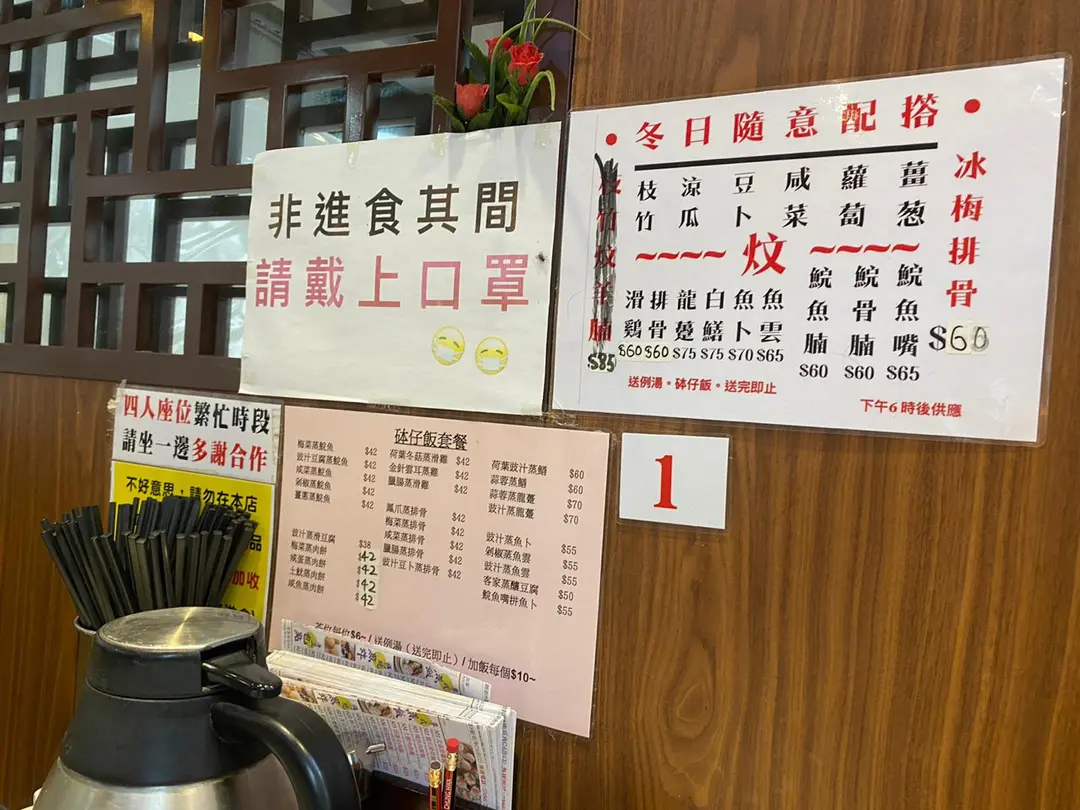 非進食其間
請戴上口罩
冬日隨意配撘
枝竹 涼瓜 豆卜 咸菜 蘿蔔 薑葱
~~~~炆~~~~
滑鷄 $60
排骨 $60
龍躉 $75
白鱔 $75
魚卜 $70
魚雲 $65
鯇魚腩 $60
鯇骨腩 $60
鯇魚嘴 $65
冰梅排骨 $60
$85
送例湯。砵仔飯。送完即止
下午6時後供應
四人座位繁忙時段
請坐一邊多謝合作
不好意思，請勿在本店
品
00收
砵仔飯套餐
梅菜蒸鯇魚 $42
豉汁豆腐蒸鯇魚 $42
咸菜蒸鯇魚 $42
剁椒蒸鯇魚 $42
薑葱蒸鯇魚 $42
豉汁蒸滑豆腐 $38
梅菜蒸肉餅 $42
咸蛋蒸肉餅 $42
土魷蒸肉餅 $42
咸魚蒸肉餅 $42
荷葉冬菇蒸滑雞 $42
金針雲耳蒸雞 $42
臘腸蒸滑雞 $42
鳳爪蒸排骨 $42
梅菜蒸排骨 $42
咸菜蒸排骨 $42
臘腸蒸排骨 $42
豉汁豆卜蒸排骨 $42
荷葉豉汁蒸鱔 $60
蒜蓉蒸鱔 $60
蒜蓉蒸龍躉 $70
豉汁蒸龍躉 $70
豉汁蒸魚卜 $55
剁椒蒸魚雲 $55
豉汁蒸魚雲 $55
客家蒸釀豆腐 $50
鯇魚嘴拼魚卜 $55
茶位每位$6~/送例湯（送完即止）/加飯每個$10~
1